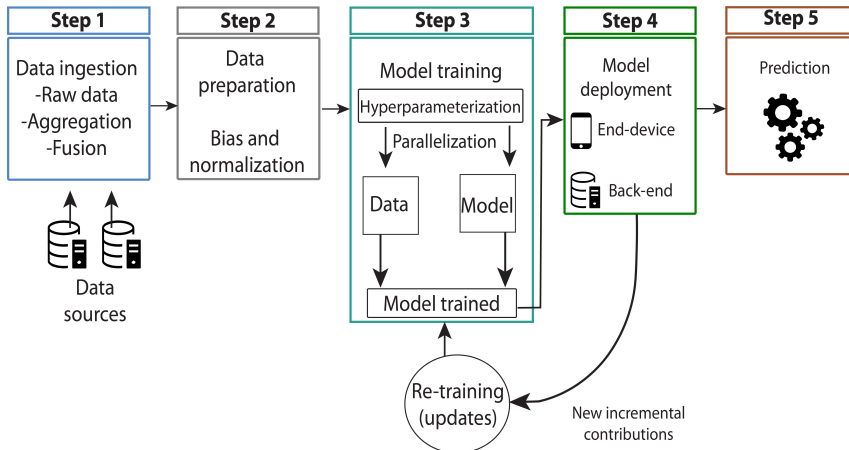 Step 1
Data ingestion
-Raw data
-Aggregation
-Fusion
Data
sources
Step 2
Data
preparation
Bias and
normalization
Step 3
Model training
Hyperparameterization
Parallelization
Data
Model
Model trained
Re-training
(updates)
Step 4
Model
deployment
End-device
Back-end
New incremental
contributions
Step 5
Prediction